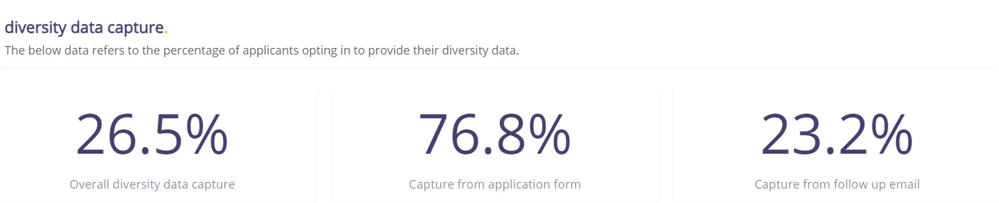 diversity data capture.
The below data refers to the percentage of applicants opting in to provide their diversity data.
26.5%
Overall diversity data capture
76.8%
Capture from application form
23.2%
Capture from follow up email